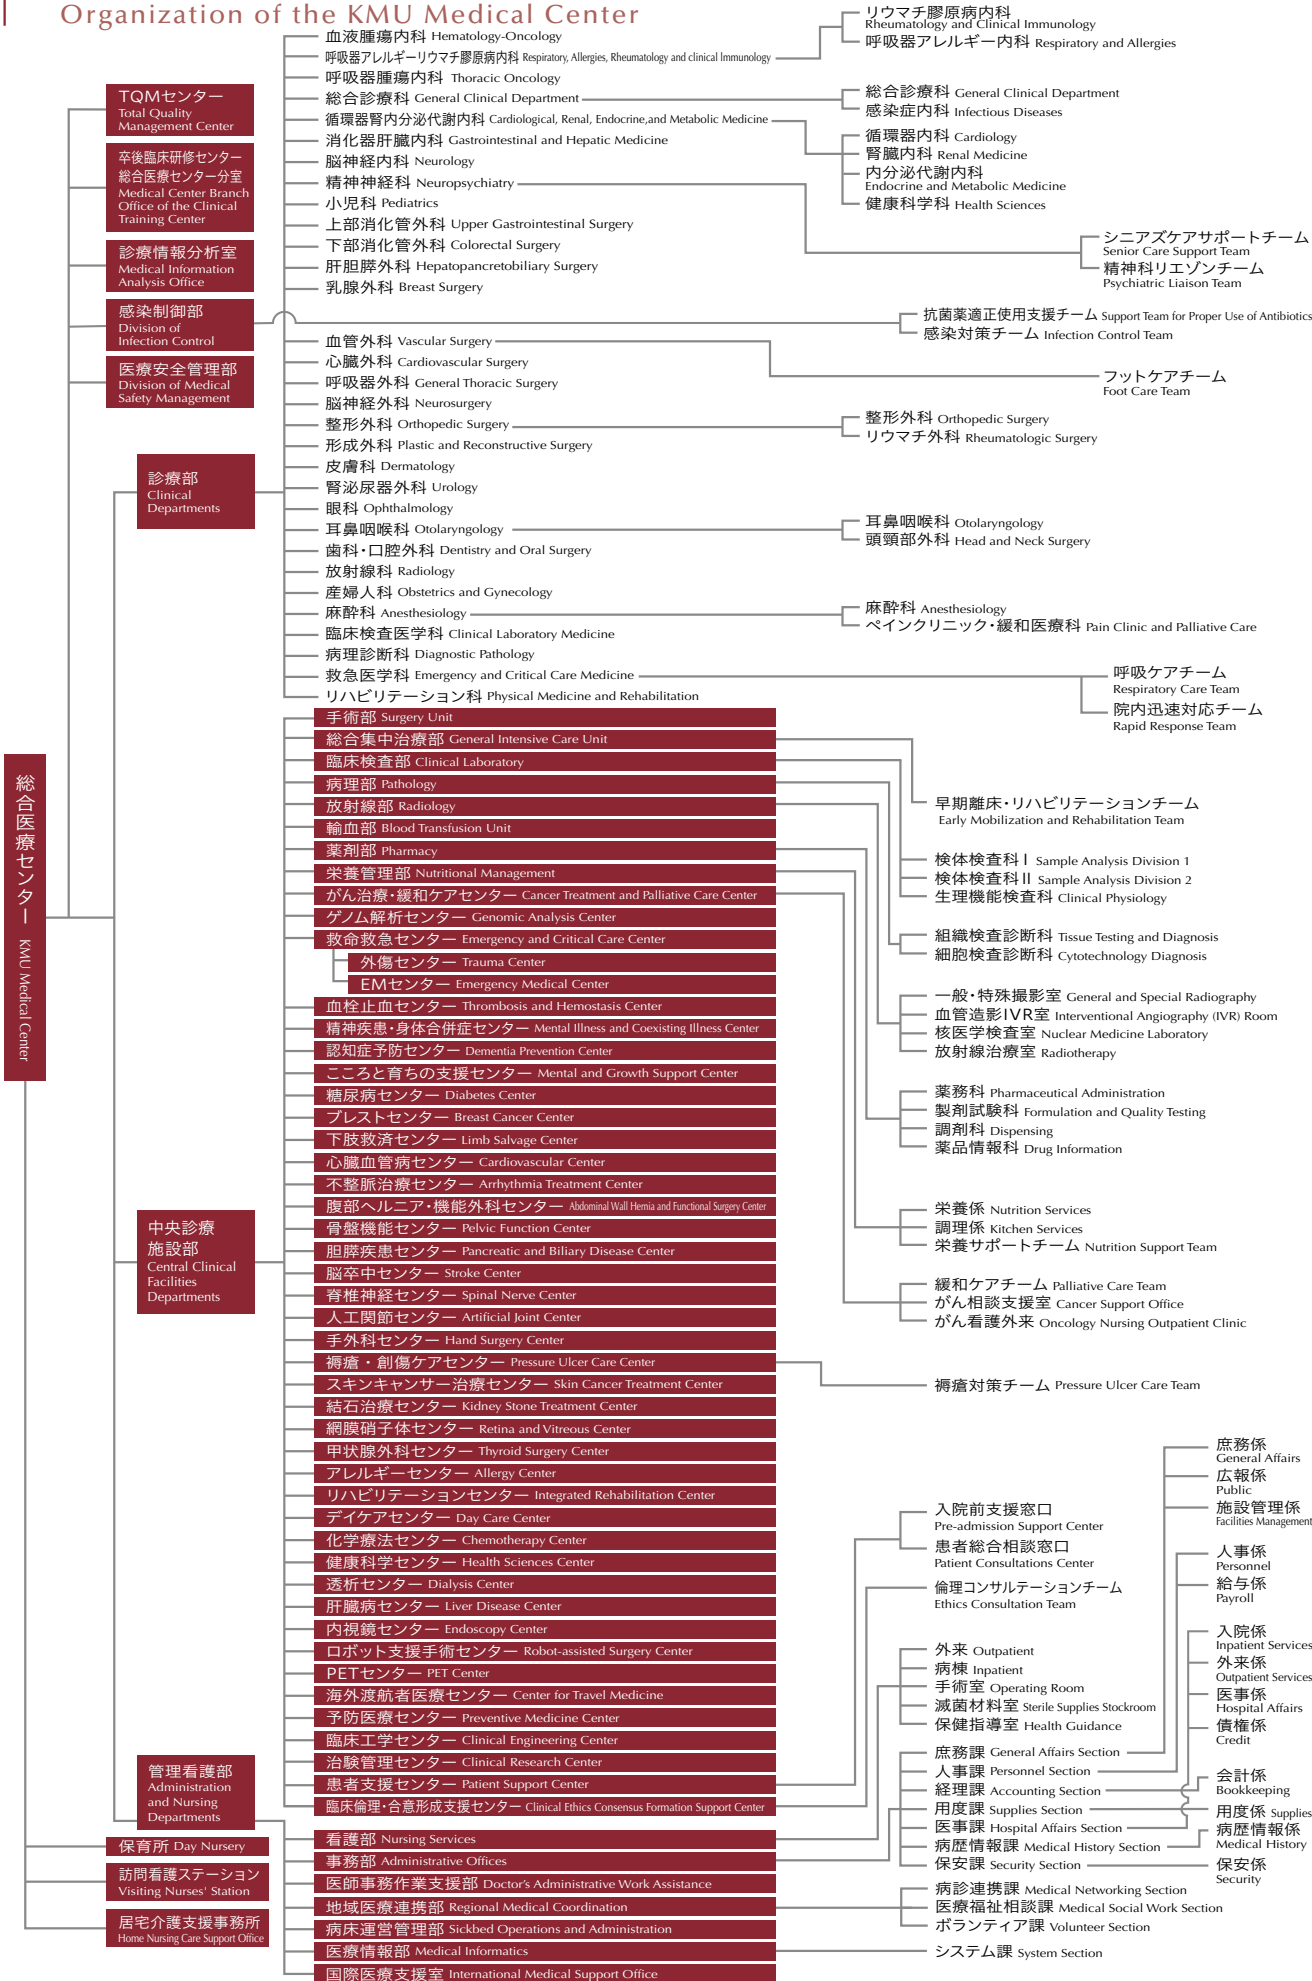 Organization of the KMU Medical Center
総合医療センター KMU Medical Center
TQMセンター
Total Quality
Management Center
卒後臨床研修センター
総合医療センター分室
Medical Center Branch
Office of the Clinical
Training Center
診療情報分析室
Medical Information
Analysis Office
感染制御部
Division of
Infection Control
医療安全管理部
Division of Medical
Safety Management
診療部
Clinical
Departments
血液腫瘍内科 Hematology-Oncology
呼吸器アレルギーリウマチ膠原病内科 Respiratory, Allergies, Rheumatology and clinical Immunology
呼吸器腫瘍内科 Thoracic Oncology
総合診療科 General Clinical Department
循環器腎内分泌代謝内科 Cardiological, Renal, Endocrine,and Metabolic Medicine
消化器肝臓内科 Gastrointestinal and Hepatic Medicine
脳神経内科 Neurology
精神神経科 Neuropsychiatry
小児科 Pediatrics
上部消化管外科 Upper Gastrointestinal Surgery
下部消化管外科 Colorectal Surgery
肝胆膵外科 Hepatopancretobiliary Surgery
乳腺外科 Breast Surgery
血管外科 Vascular Surgery
心臓外科 Cardiovascular Surgery
呼吸器外科 General Thoracic Surgery
脳神経外科 Neurosurgery
整形外科 Orthopedic Surgery
形成外科 Plastic and Reconstructive Surgery
皮膚科 Dermatology
腎泌尿器外科 Urology
眼科 Ophthalmology
耳鼻咽喉科 Otolaryngology
歯科・口腔外科 Dentistry and Oral Surgery
放射線科 Radiology
産婦人科 Obstetrics and Gynecology
麻酔科 Anesthesiology
臨床検査医学科 Clinical Laboratory Medicine
病理診断科 Diagnostic Pathology
救急医学科 Emergency and Critical Care Medicine
リハビリテーション科 Physical Medicine and Rehabilitation
リウマチ膠原病内科
Rheumatology and Clinical Immunology
呼吸器アレルギー内科 Respiratory and Allergies
総合診療科 General Clinical Department
感染症内科 Infectious Diseases
循環器内科 Cardiology
腎臓内科 Renal Medicine
内分泌代謝内科
Endocrine and Metabolic Medicine
健康科学科 Health Sciences
シニアズケアサポートチーム
Senior Care Support Team
精神科リエゾンチーム
Psychiatric Liaison Team
抗菌薬適正使用支援チーム Support Team for Proper Use of Antibiotics
感染対策チーム Infection Control Team
フットケアチーム
Foot Care Team
整形外科 Orthopedic Surgery
リウマチ外科 Rheumatologic Surgery
耳鼻咽喉科 Otolaryngology
頭頸部外科 Head and Neck Surgery
麻酔科 Anesthesiology
ペインクリニック・緩和医療科 Pain Clinic and Palliative Care
呼吸ケアチーム
Respiratory Care Team
院内迅速対応チーム
Rapid Response Team
中央診療
施設部
Central Clinical
Facilities
Departments
手術部 Surgery Unit
総合集中治療部 General Intensive Care Unit
臨床検査部 Clinical Laboratory
病理部 Pathology
放射線部 Radiology
輸血部 Blood Transfusion Unit
薬剤部 Pharmacy
栄養管理部 Nutritional Management
がん治療・緩和ケアセンター Cancer Treatment and Palliative Care Center
ゲノム解析センター Genomic Analysis Center
救命救急センター Emergency and Critical Care Center
外傷センター Trauma Center
EMセンター Emergency Medical Center
血栓止血センター Thrombosis and Hemostasis Center
精神疾患・身体合併症センター Mental Illness and Coexisting Illness Center
認知症予防センター Dementia Prevention Center
こころと育ちの支援センター Mental and Growth Support Center
糖尿病センター Diabetes Center
ブレストセンター Breast Cancer Center
下肢救済センター Limb Salvage Center
心臓血管病センター Cardiovascular Center
不整脈治療センター Arrhythmia Treatment Center
腹部ヘルニア・機能外科センター Abdominal Wall Hernia and Functional Surgery Center
骨盤機能センター Pelvic Function Center
胆膵疾患センター Pancreatic and Biliary Disease Center
脳卒中センター Stroke Center
脊椎神経センター Spinal Nerve Center
人工関節センター Artificial Joint Center
手外科センター Hand Surgery Center
褥瘡・創傷ケアセンター Pressure Ulcer Care Center
スキンキャンサー治療センター Skin Cancer Treatment Center
結石治療センター Kidney Stone Treatment Center
網膜硝子体センター Retina and Vitreous Center
甲状腺外科センター Thyroid Surgery Center
アレルギーセンター Allergy Center
リハビリテーションセンター Integrated Rehabilitation Center
デイケアセンター Day Care Center
化学療法センター Chemotherapy Center
健康科学センター Health Sciences Center
透析センター Dialysis Center
肝臓病センター Liver Disease Center
内視鏡センター Endoscopy Center
ロボット支援手術センター Robot-assisted Surgery Center
PETセンター PET Center
海外渡航者医療センター Center for Travel Medicine
予防医療センター Preventive Medicine Center
臨床工学センター Clinical Engineering Center
治験管理センター Clinical Research Center
患者支援センター Patient Support Center
臨床倫理・合意形成支援センター Clinical Ethics Consensus Formation Support Center
早期離床・リハビリテーションチーム
Early Mobilization and Rehabilitation Team
検体検査科Ⅰ Sample Analysis Division 1
検体検査科Ⅱ Sample Analysis Division 2
生理機能検査科 Clinical Physiology
組織検査診断科 Tissue Testing and Diagnosis
細胞検査診断科 Cytotechnology Diagnosis
一般・特殊撮影室 General and Special Radiography
血管造影IVR室 Interventional Angiography (IVR) Room
核医学検査室 Nuclear Medicine Laboratory
放射線治療室 Radiotherapy
薬務科 Pharmaceutical Administration
製剤試験科 Formulation and Quality Testing
調剤科 Dispensing
薬品情報科 Drug Information
栄養係 Nutrition Services
調理係 Kitchen Services
栄養サポートチーム Nutrition Support Team
緩和ケアチーム Palliative Care Team
がん相談支援室 Cancer Support Office
がん看護外来 Oncology Nursing Outpatient Clinic
褥瘡対策チーム Pressure Ulcer Care Team
入院前支援窓口
Pre-admission Support Center
患者総合相談窓口
Patient Consultations Center
倫理コンサルテーションチーム
Ethics Consultation Team
管理看護部
Administration
and Nursing
Departments
看護部 Nursing Services
事務部 Administrative Offices
医師事務作業支援部 Doctor's Administrative Work Assistance
地域医療連携部 Regional Medical Coordination
病床運営管理部 Sickbed Operations and Administration
医療情報部 Medical Informatics
国際医療支援室 International Medical Support Office
外来 Outpatient
病棟 Inpatient
手術室 Operating Room
滅菌材料室 Sterile Supplies Stockroom
保健指導室 Health Guidance
庶務課 General Affairs Section
人事課 Personnel Section
経理課 Accounting Section
用度課 Supplies Section
医事課 Hospital Affairs Section
病歴情報課 Medical History Section
保安課 Security Section
病診連携課 Medical Networking Section
医療福祉相談課 Medical Social Work Section
ボランティア課 Volunteer Section
システム課 System Section
庶務係
General Affairs
広報係
Public
施設管理係
Facilities Management
人事係
Personnel
給与係
Payroll
入院係
Inpatient Services
外来係
Outpatient Services
医事係
Hospital Affairs
債権係
Credit
会計係
Bookkeeping
用度係 Supplies
病歴情報係
Medical History
保安係
Security
保育所 Day Nursery
訪問看護ステーション
Visiting Nurses' Station
居宅介護支援事務所
Home Nursing Care Support Office